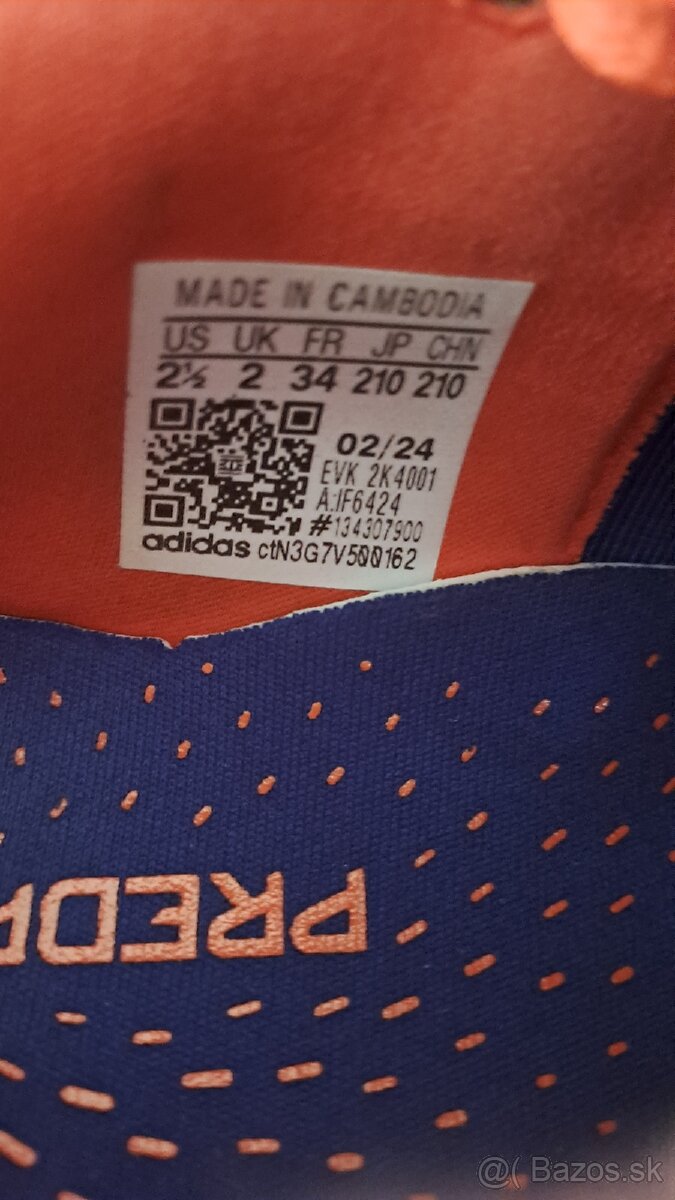 MADE IN CAMBODIA
US UK FR JP CHN
2½ 2 34 210 210
02/24
EVK 2K4001
A:IF6424
#134307900
adidas ctN3G7V500162
PREDA
@( Bazos.sk